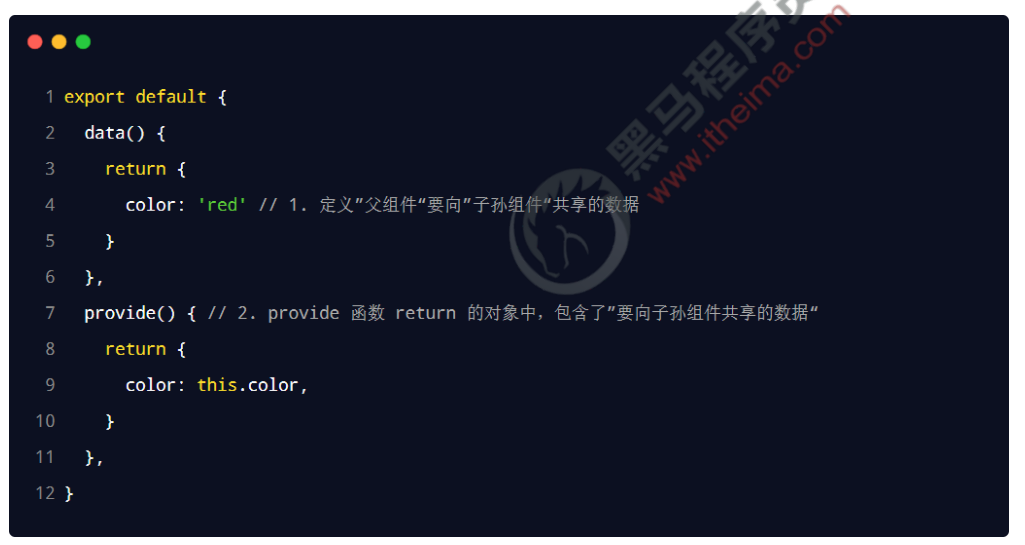 黑马程序员
www.itheima.com
1 export default {
2 data() {
3 return {
4 color: 'red' // 1. 定义”父组件“要向”子孙组件“共享的数据
5 }
6 },
7 provide() { // 2. provide 函数 return 的对象中，包含了”要向子孙组件共享的数据“
8 return {
9 color: this.color,
10 }
11 },
12 }